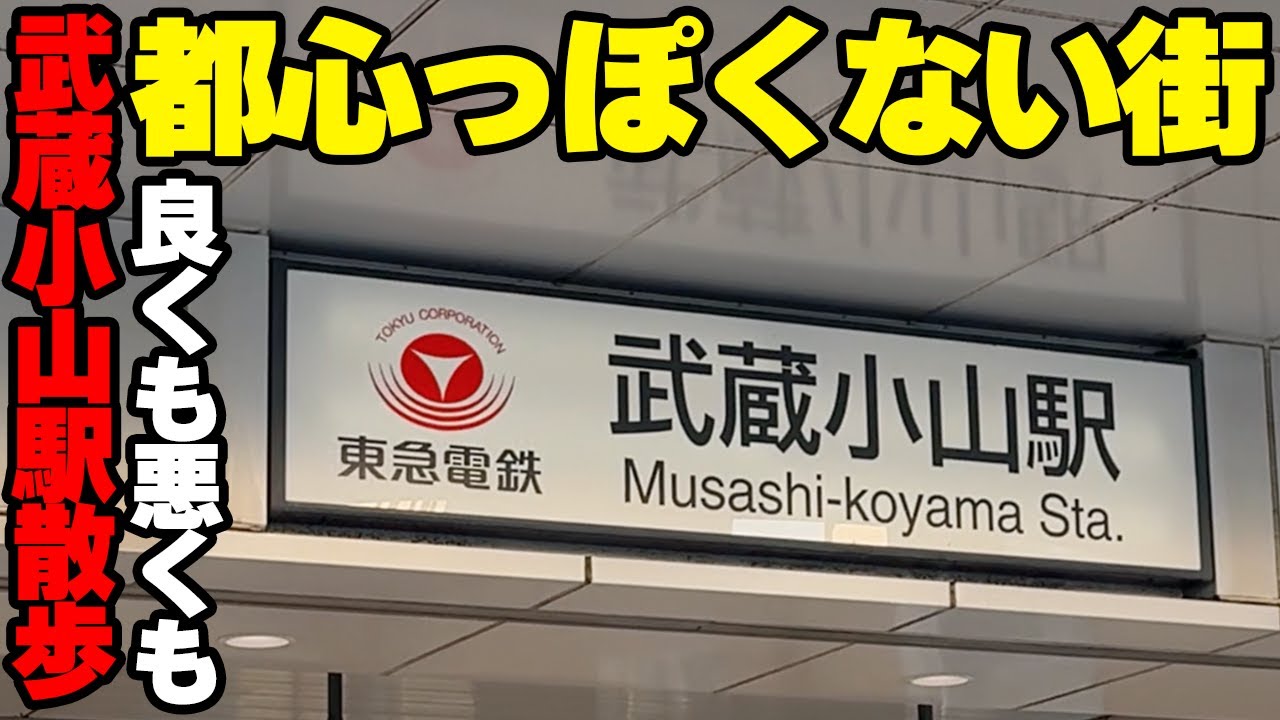 都心っぽくない街
良くも悪くも
武蔵小山駅散歩
TOKYU CORPORATION
東急電鉄
武蔵小山駅
Musashi-koyama Sta.